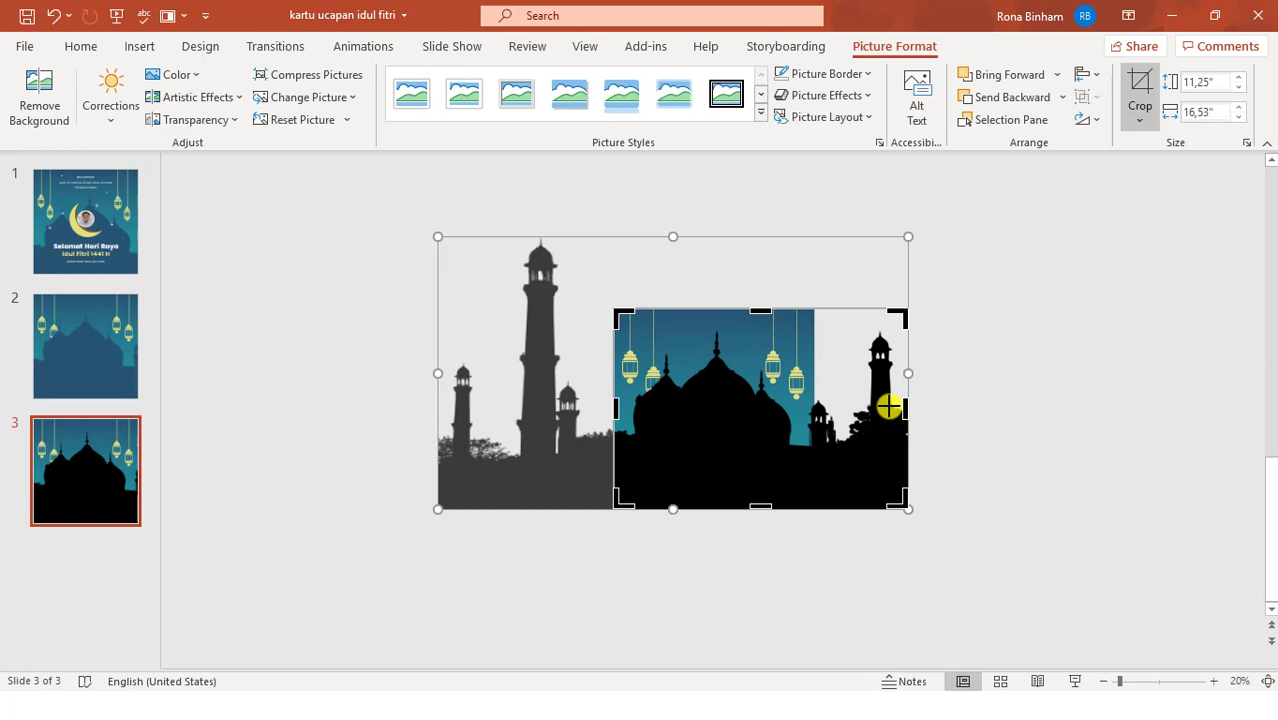 kartu ucapan idul fitri
Search
Rona Binham
RB
File
Home
Insert
Design
Transitions
Animations
Slide Show
Review
View
Add-ins
Help
Storyboarding
Picture Format
Share
Comments
Remove
Background
Corrections
Color
Artistic Effects
Transparency
Compress Pictures
Change Picture
Reset Picture
Adjust
Picture Border
Picture Effects
Picture Layout
Picture Styles
Alt
Text
Accessibi...
Bring Forward
Send Backward
Selection Pane
Arrange
Crop
11,25"
16,53"
Size
1
Selamat Hari Raya
Idul Fitri 1441 H
2
3
Slide 3 of 3
English (United States)
Notes
20%